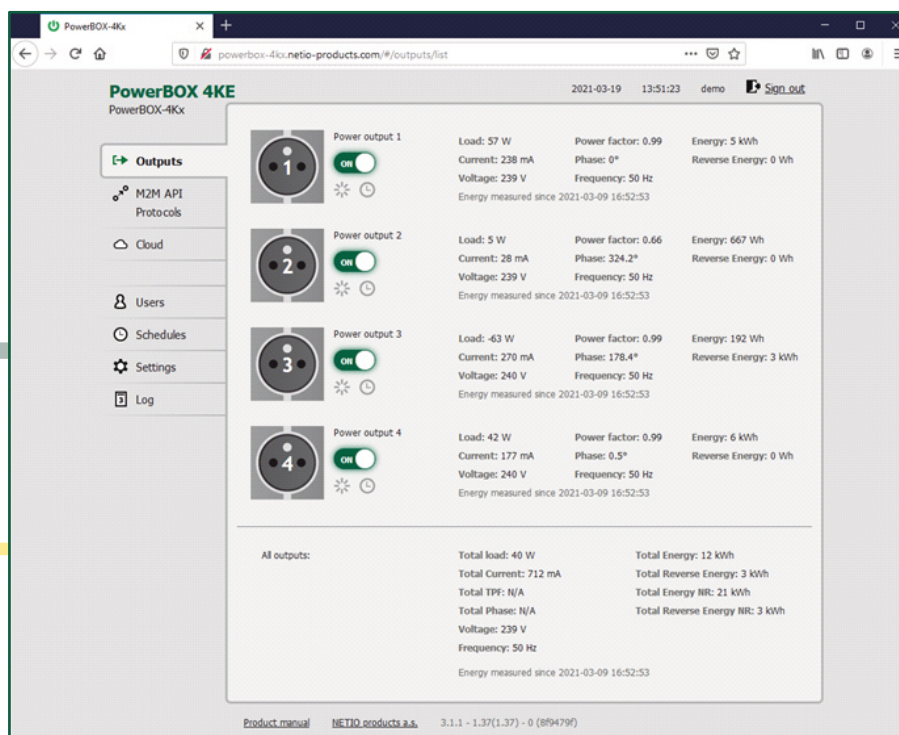 PowerBOX-4Kx
powerbox-4kx.netio-products.com/#/outputs/list
PowerBOX 4KE
PowerBOX-4Kx
2021-03-19 13:51:23 demo Sign out
Outputs
M2M API
Protocols
Cloud
Users
Schedules
Settings
Log
1
Power output 1
ON
Load: 57 W Power factor: 0.99 Energy: 5 kWh
Current: 238 mA Phase: 0° Reverse Energy: 0 Wh
Voltage: 239 V Frequency: 50 Hz
Energy measured since 2021-03-09 16:52:53
2
Power output 2
ON
Load: 5 W Power factor: 0.66 Energy: 667 Wh
Current: 28 mA Phase: 324.2° Reverse Energy: 0 Wh
Voltage: 239 V Frequency: 50 Hz
Energy measured since 2021-03-09 16:52:53
3
Power output 3
ON
Load: -63 W Power factor: 0.99 Energy: 192 Wh
Current: 270 mA Phase: 178.4° Reverse Energy: 3 kWh
Voltage: 240 V Frequency: 50 Hz
Energy measured since 2021-03-09 16:52:53
4
Power output 4
ON
Load: 42 W Power factor: 0.99 Energy: 6 kWh
Current: 177 mA Phase: 0.5° Reverse Energy: 0 Wh
Voltage: 240 V Frequency: 50 Hz
Energy measured since 2021-03-09 16:52:53
All outputs:
Total load: 40 W Total Energy: 12 kWh
Total Current: 712 mA Total Reverse Energy: 3 kWh
Total TPF: N/A Total Energy NR: 21 kWh
Total Phase: N/A Total Reverse Energy NR: 3 kWh
Voltage: 239 V
Frequency: 50 Hz
Energy measured since 2021-03-09 16:52:53
Product manual NETIO products a.s. 3.1.1 - 1.37(1.37) - 0 (8f9479f)